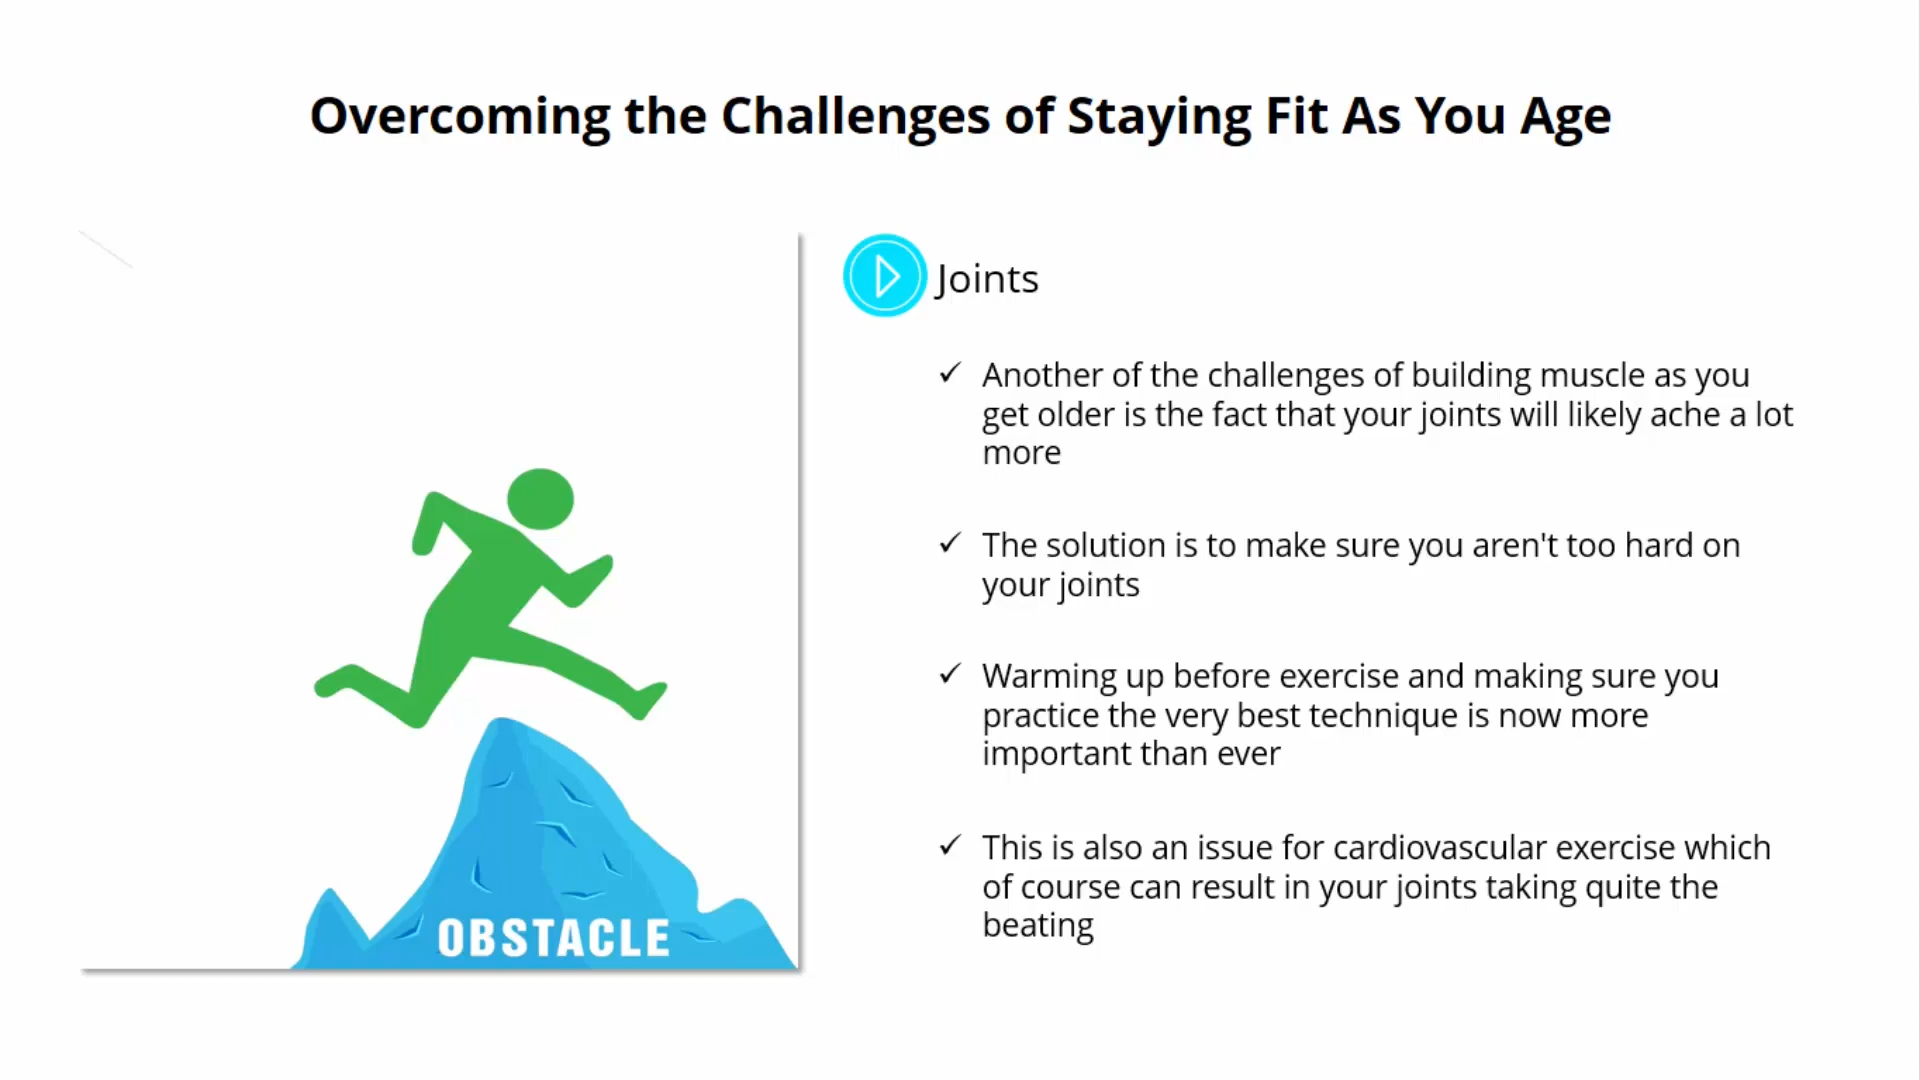 Overcoming the Challenges of Staying Fit As You Age
Joints
✓ Another of the challenges of building muscle as you
get older is the fact that your joints will likely ache a lot
more
✓ The solution is to make sure you aren't too hard on
your joints
✓ Warming up before exercise and making sure you
practice the very best technique is now more
important than ever
✓ This is also an issue for cardiovascular exercise which
of course can result in your joints taking quite the
beating
OBSTACLE